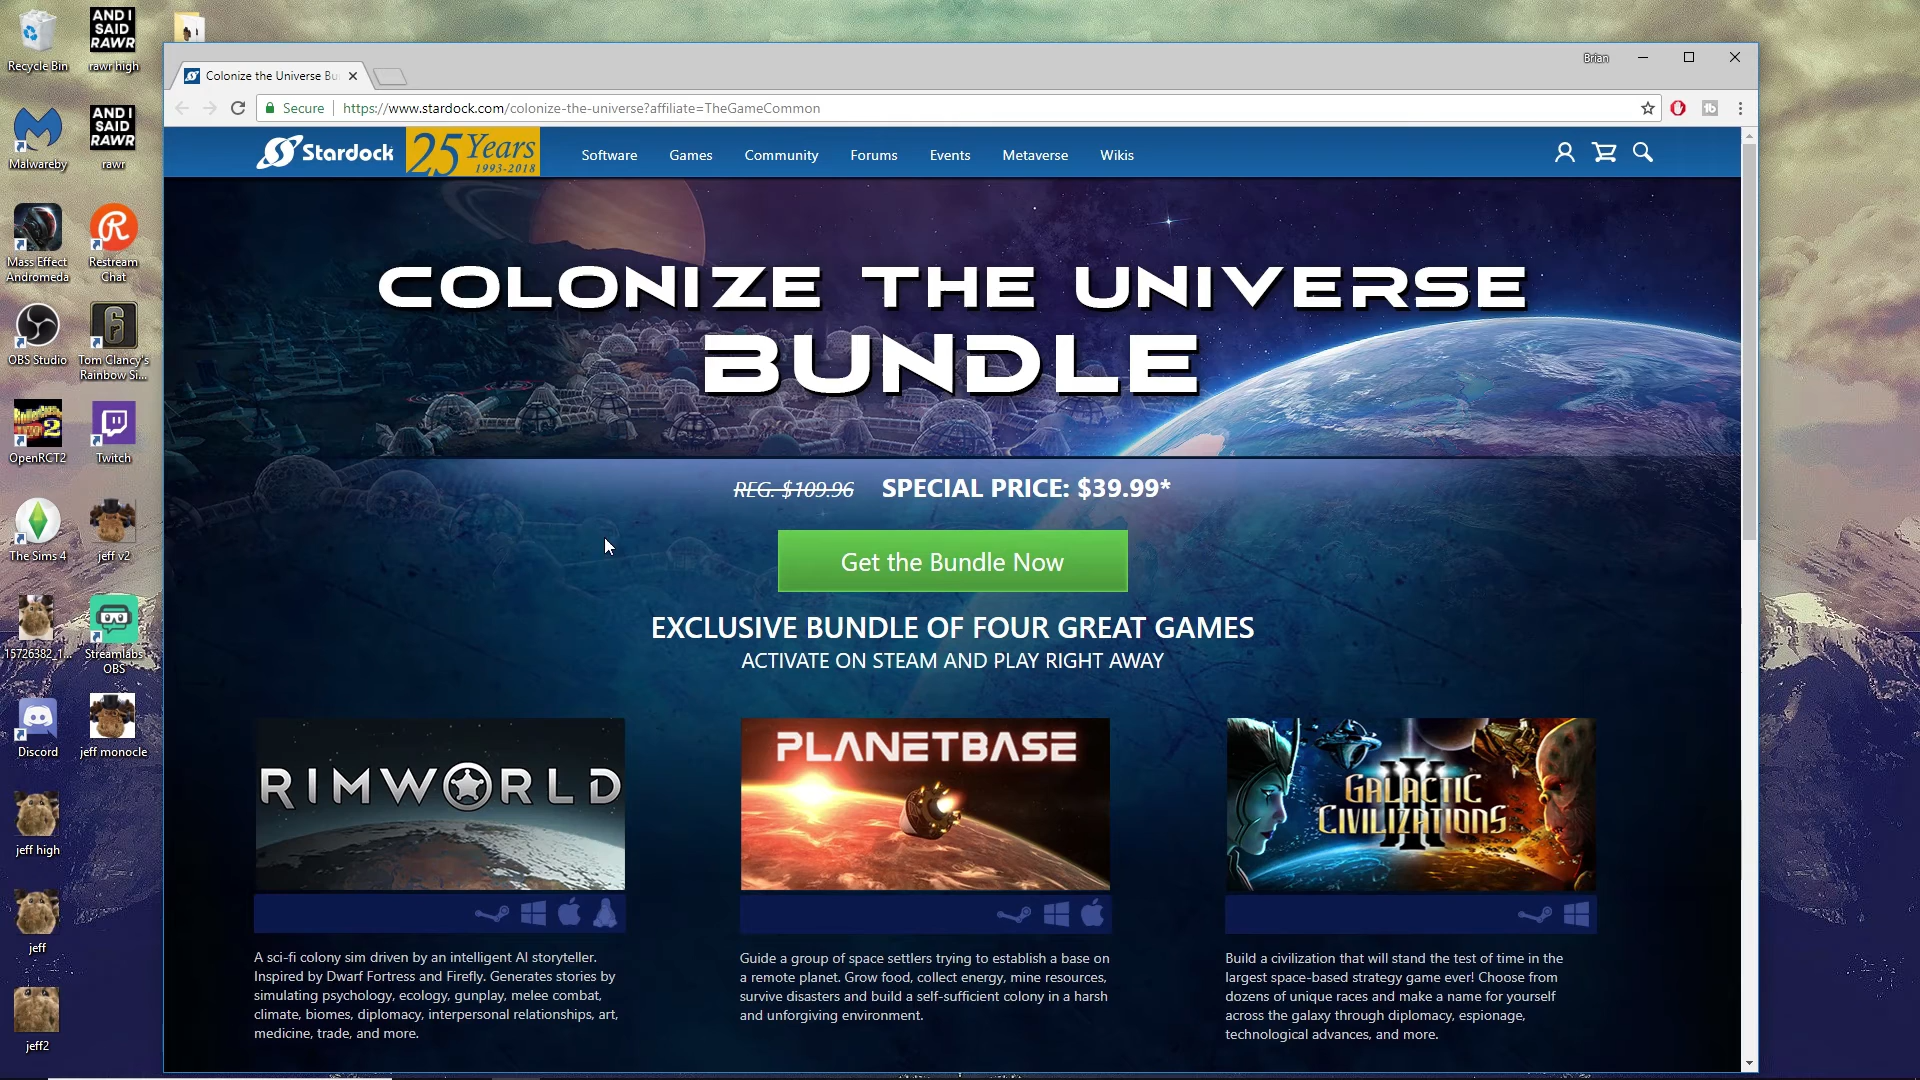 Recycle Bin
AND I
SAID
RAWR
rawr high
Malwareby
AND I
SAID
RAWR
rawr
Mass Effect
Andromeda
Restream
Chat
OBS Studio
6
Tom Clancy's
Rainbow Si...
2
OpenRCT2
Twitch
The Sims 4
jeff v2
15726382_1...
Streamlabs
OBS
Discord
jeff monocle
jeff high
jeff
jeff2
Colonize the Universe Bu
Brian
Secure
https://www.stardock.com/colonize-the-universe?affiliate=TheGameCommon
Stardock
25 Years
1993-2018
Software
Games
Community
Forums
Events
Metaverse
Wikis
COLONIZE THE UNIVERSE
BUNDLE
REG. $109.96 SPECIAL PRICE: $39.99*
Get the Bundle Now
EXCLUSIVE BUNDLE OF FOUR GREAT GAMES
ACTIVATE ON STEAM AND PLAY RIGHT AWAY
RIMWORLD
A sci-fi colony sim driven by an intelligent AI storyteller.
Inspired by Dwarf Fortress and Firefly. Generates stories by
simulating psychology, ecology, gunplay, melee combat,
climate, biomes, diplomacy, interpersonal relationships, art,
medicine, trade, and more.
PLANETBASE
Guide a group of space settlers trying to establish a base on
a remote planet. Grow food, collect energy, mine resources,
survive disasters and build a self-sufficient colony in a harsh
and unforgiving environment.
GALACTIC
CIVILIZATIONS
III
Build a civilization that will stand the test of time in the
largest space-based strategy game ever! Choose from
dozens of unique races and make a name for yourself
across the galaxy through diplomacy, espionage,
technological advances, and more.